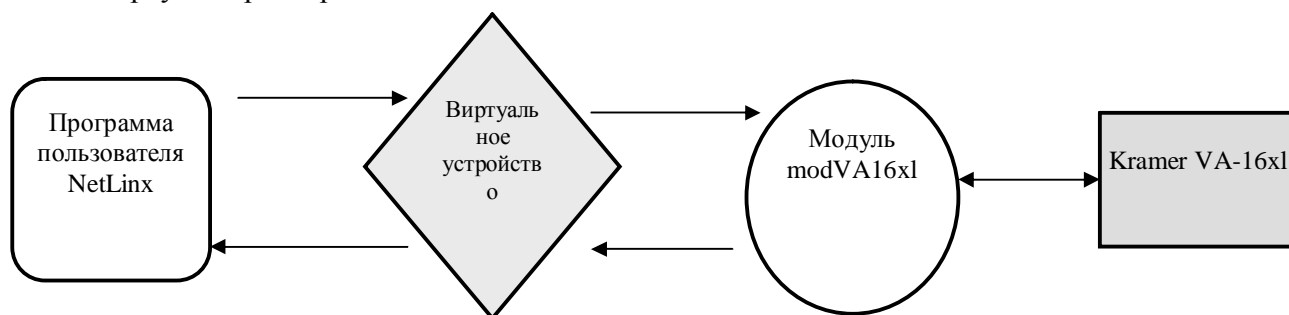 Программа
пользователя
NetLinx
Виртуаль
ное
устройств
о
Модуль
modVA16xl
Kramer VA-16xl